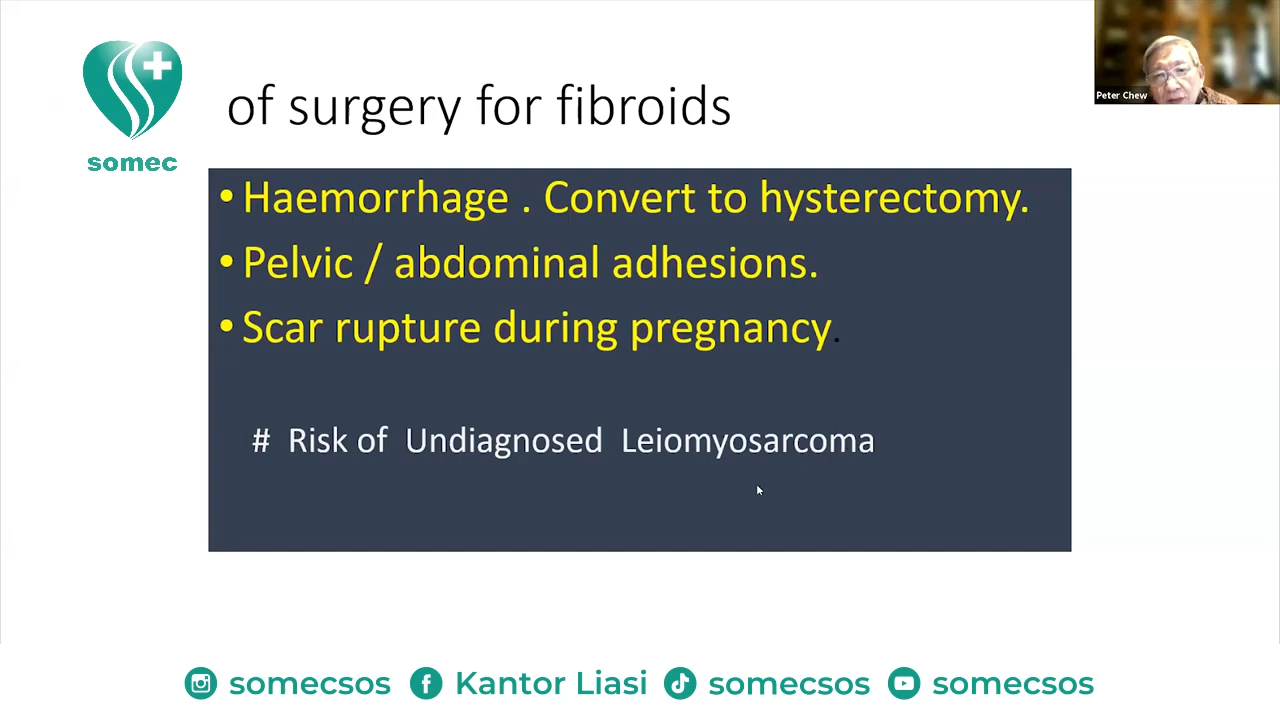 somec
of surgery for fibroids
Peter Chew
• Haemorrhage . Convert to hysterectomy.
• Pelvic / abdominal adhesions.
• Scar rupture during pregnancy.
# Risk of Undiagnosed Leiomyosarcoma
somecsos Kantor Liasi somecsos somecsos